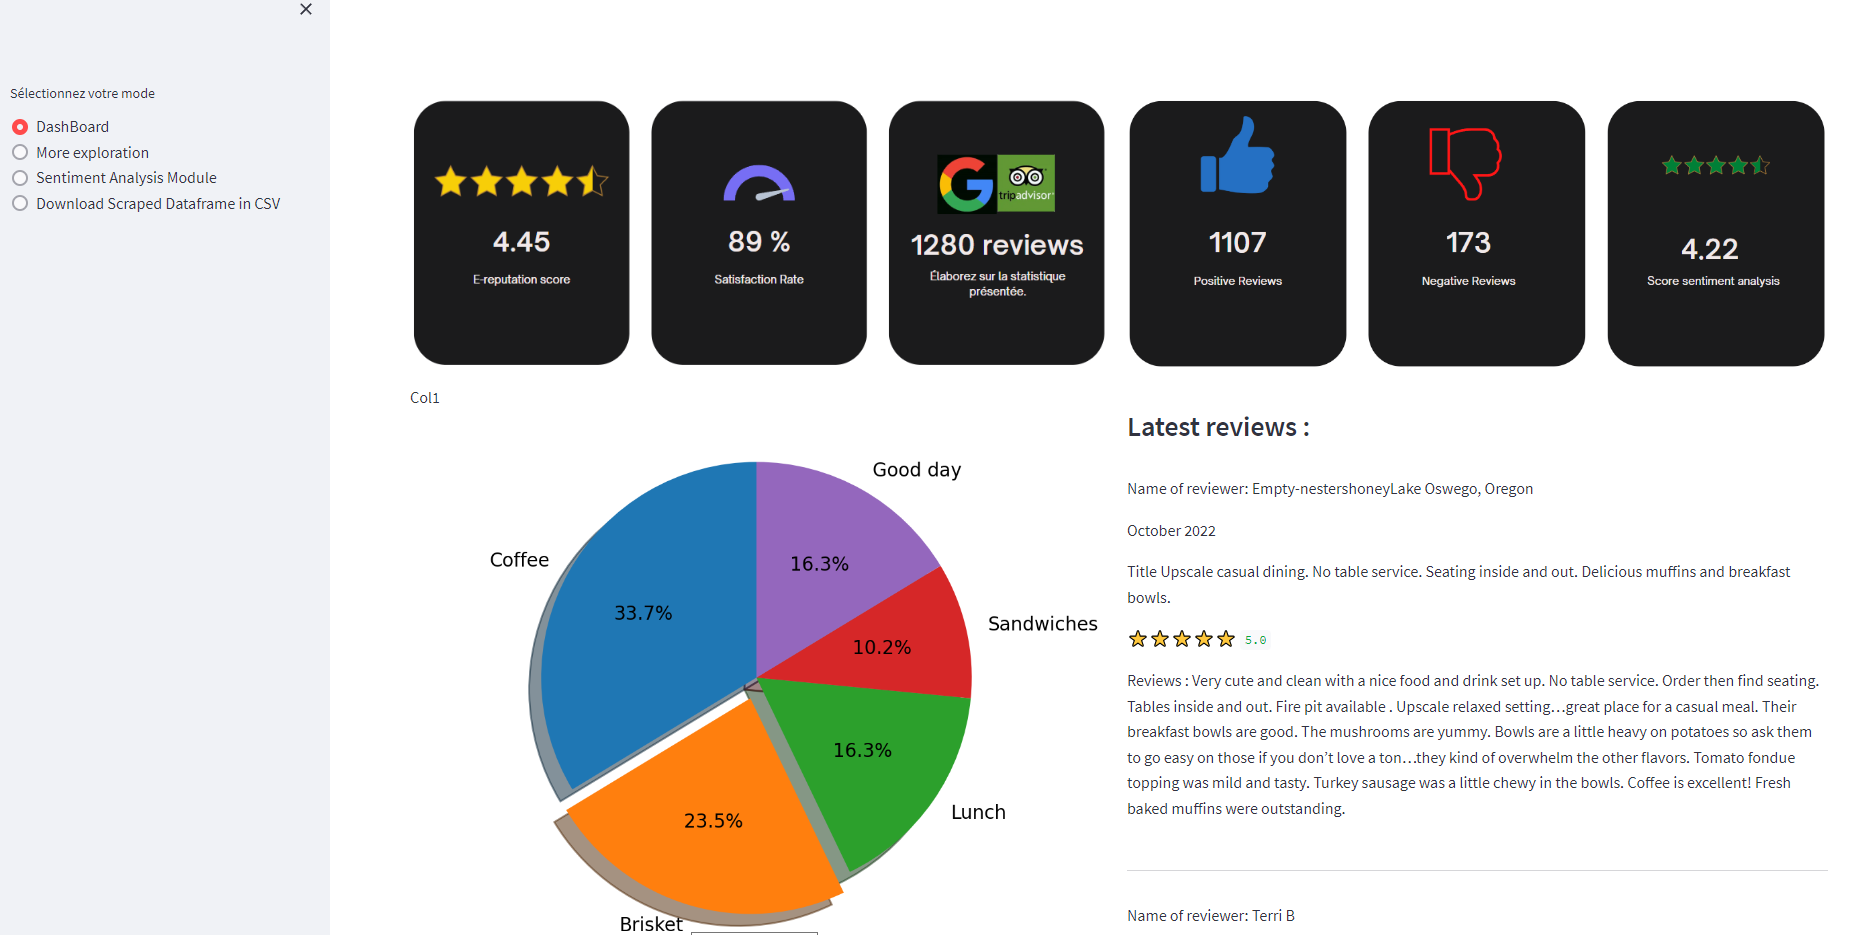 Sélectionnez votre mode
DashBoard
More exploration
Sentiment Analysis Module
Download Scraped Dataframe in CSV
4.45
E-reputation score
89 %
Satisfaction Rate
tripadvisor
1280 reviews
Élaborez sur la statistique
présentée.
1107
Positive Reviews
173
Negative Reviews
4.22
Score sentiment analysis
Col1
Good day
16.3%
Coffee
33.7%
Sandwiches
10.2%
16.3%
Lunch
23.5%
Brisket
Latest reviews :
Name of reviewer: Empty-nestershoneyLake Oswego, Oregon
October 2022
Title Upscale casual dining. No table service. Seating inside and out. Delicious muffins and breakfast
bowls.
5.0
Reviews : Very cute and clean with a nice food and drink set up. No table service. Order then find seating.
Tables inside and out. Fire pit available . Upscale relaxed setting…great place for a casual meal. Their
breakfast bowls are good. The mushrooms are yummy. Bowls are a little heavy on potatoes so ask them
to go easy on those if you don’t love a ton…they kind of overwhelm the other flavors. Tomato fondue
topping was mild and tasty. Turkey sausage was a little chewy in the bowls. Coffee is excellent! Fresh
baked muffins were outstanding.
Name of reviewer: Terri B